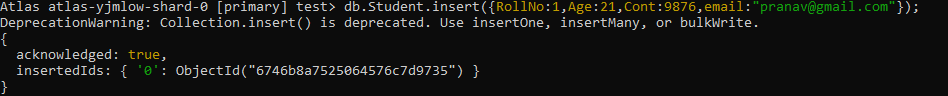 Atlas atlas-yjmlow-shard-0 [primary] test> db.Student.insert({RollNo:1,Age:21,Cont:9876,email:"pranav@gmail.com"});
DeprecationWarning: Collection.insert() is deprecated. Use insertOne, insertMany, or bulkWrite.
{
  acknowledged: true,
  insertedIds: { '0': ObjectId("6746b8a7525064576c7d9735") }
}